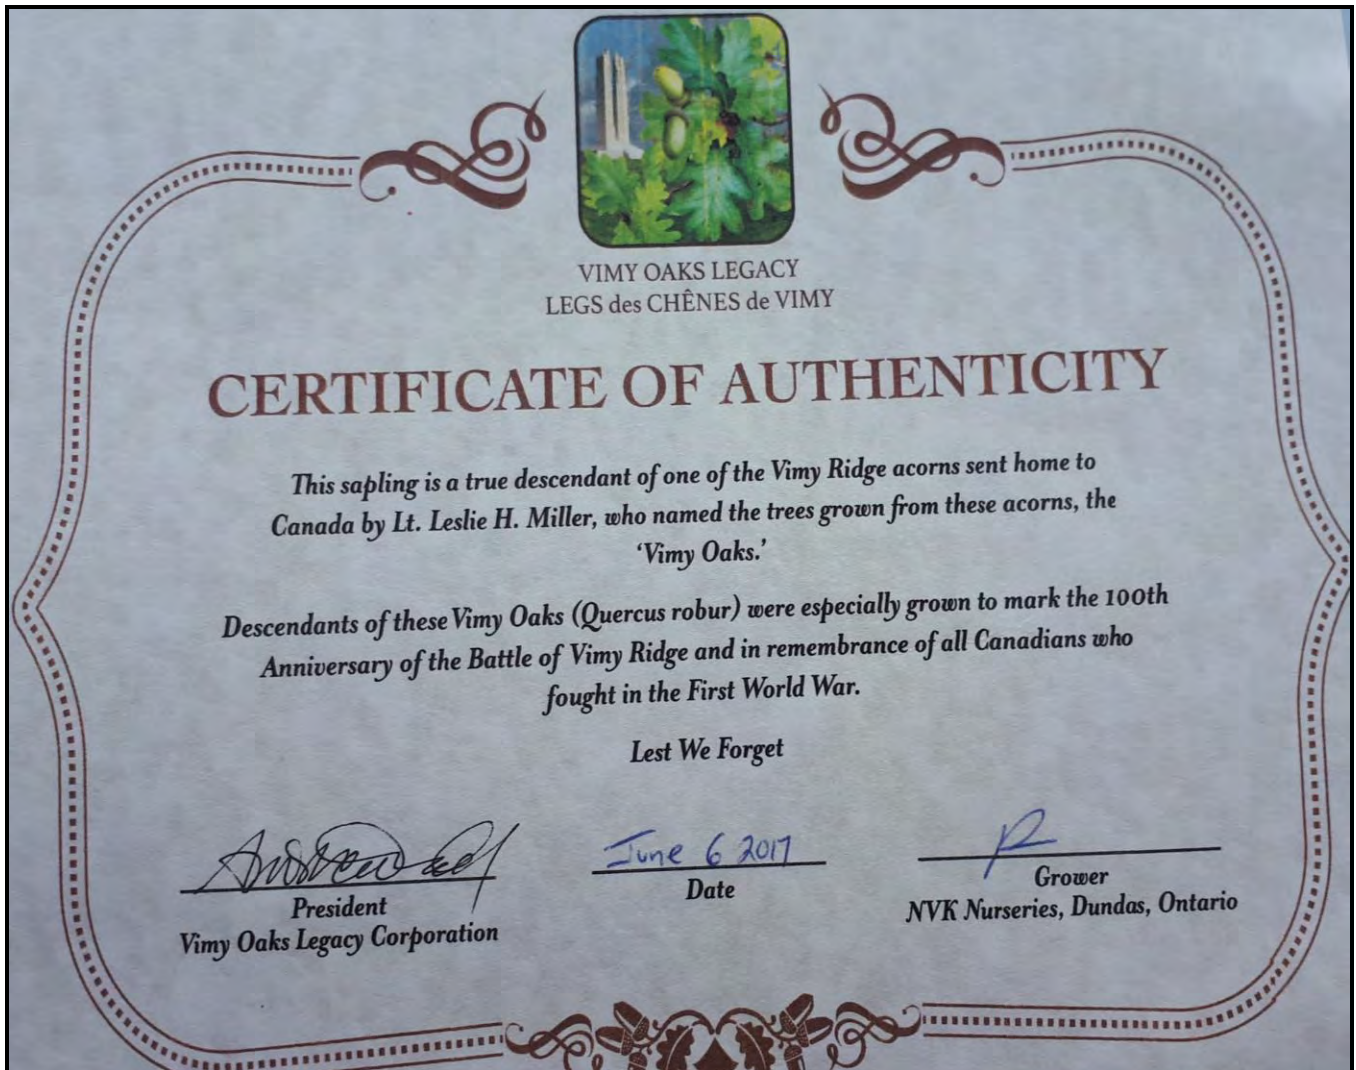 VIMY OAKS LEGACY
LEGS des CHÊNES de VIMY
CERTIFICATE OF AUTHENTICITY
This sapling is a true descendant of one of the Vimy Ridge acorns sent home to
Canada by Lt. Leslie H. Miller, who named the trees grown from these acorns, the
‘Vimy Oaks.’
Descendants of these Vimy Oaks (Quercus robur) were especially grown to mark the 100th
Anniversary of the Battle of Vimy Ridge and in remembrance of all Canadians who
fought in the First World War.
Lest We Forget
June 6 2017
President
Date
Grower
Vimy Oaks Legacy Corporation
NVK Nurseries, Dundas, Ontario